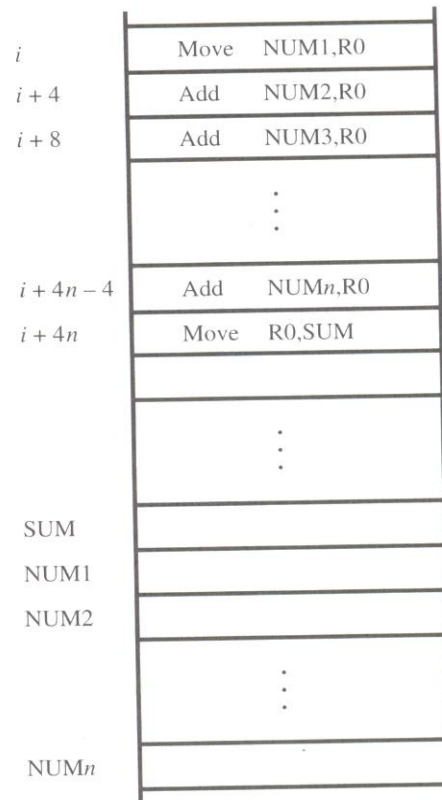 i Move NUM1,R0
i + 4 Add NUM2,R0
i + 8 Add NUM3,R0
i + 4n – 4 Add NUMn,R0
i + 4n Move R0,SUM
SUM
NUM1
NUM2
NUMn